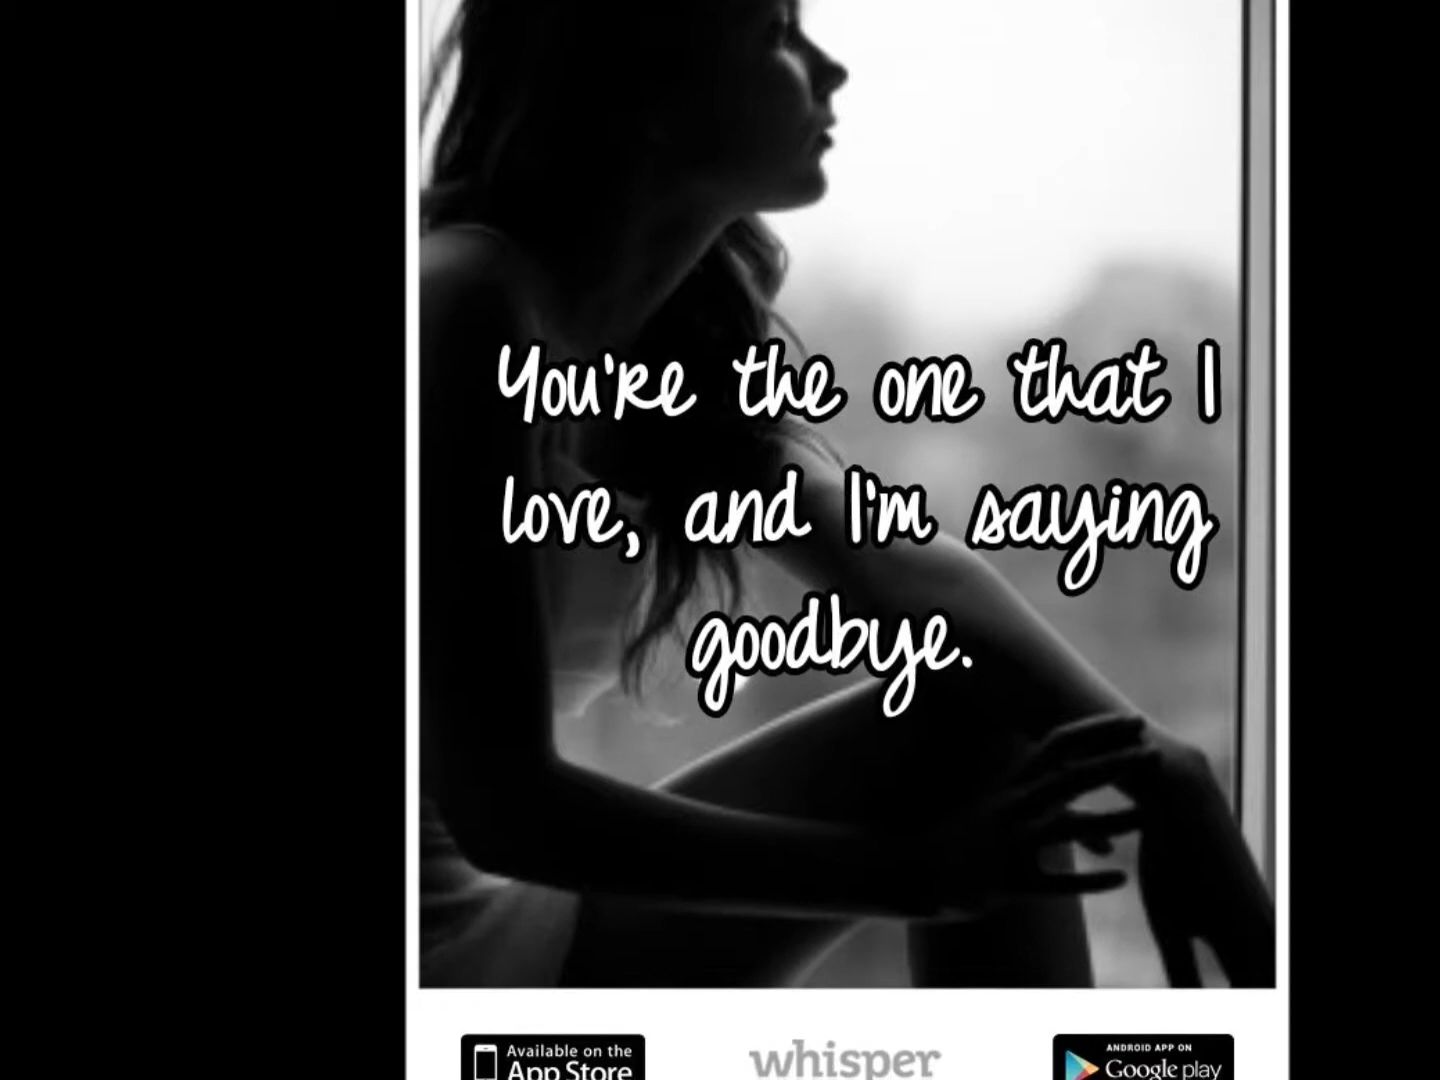 You're the one that I
love, and I'm saying
goodbye.
Available on the
App Store
whisper
ANDROID APP ON
Google play